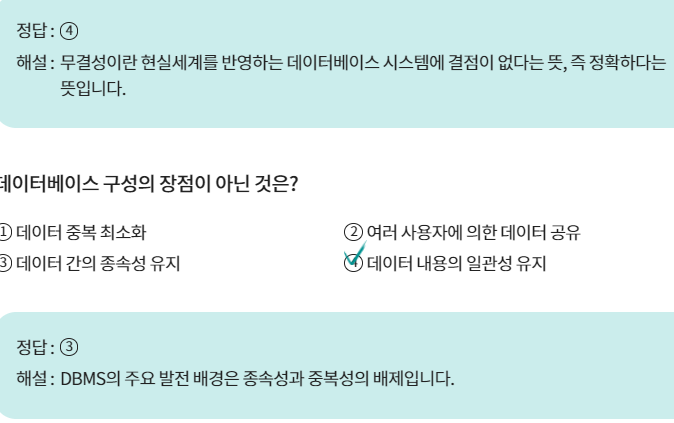 정답 : ④
해설 : 무결성이란 현실세계를 반영하는 데이터베이스 시스템에 결점이 없다는 뜻, 즉 정확하다는
뜻입니다.
데이터베이스 구성의 장점이 아닌 것은?
① 데이터 중복 최소화 ② 여러 사용자에 의한 데이터 공유
③ 데이터 간의 종속성 유지 ④ 데이터 내용의 일관성 유지
정답 : ③
해설 : DBMS의 주요 발전 배경은 종속성과 중복성의 배제입니다.